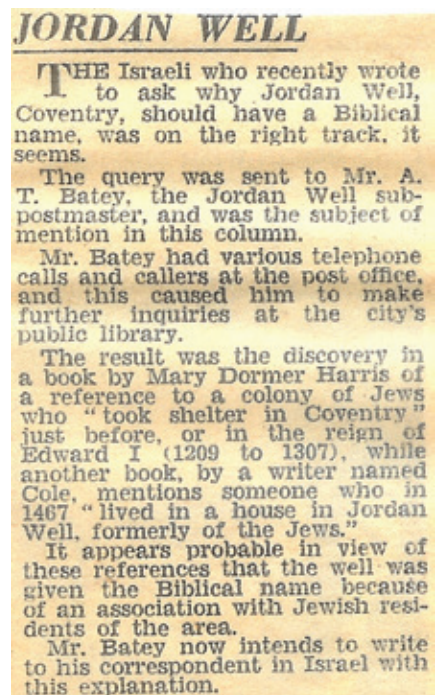 JORDAN WELL
THE Israeli who recently wrote
to ask why Jordan Well,
Coventry, should have a Biblical
name, was on the right track, it
seems.
The query was sent to Mr. A.
T. Batey, the Jordan Well sub-
postmaster, and was the subject of
mention in this column.
Mr. Batey had various telephone
calls and callers at the post office,
and this caused him to make
further inquiries at the city's
public library.
The result was the discovery in
a book by Mary Dormer Harris of
a reference to a colony of Jews
who "took shelter in Coventry"
just before, or in the reign of
Edward I (1209 to 1307), while
another book, by a writer named
Cole, mentions someone who in
1467 "lived in a house in Jordan
Well, formerly of the Jews."
It appears probable in view of
these references that the well was
given the Biblical name because
of an association with Jewish resi-
dents of the area.
Mr. Batey now intends to write
to his correspondent in Israel with
this explanation.